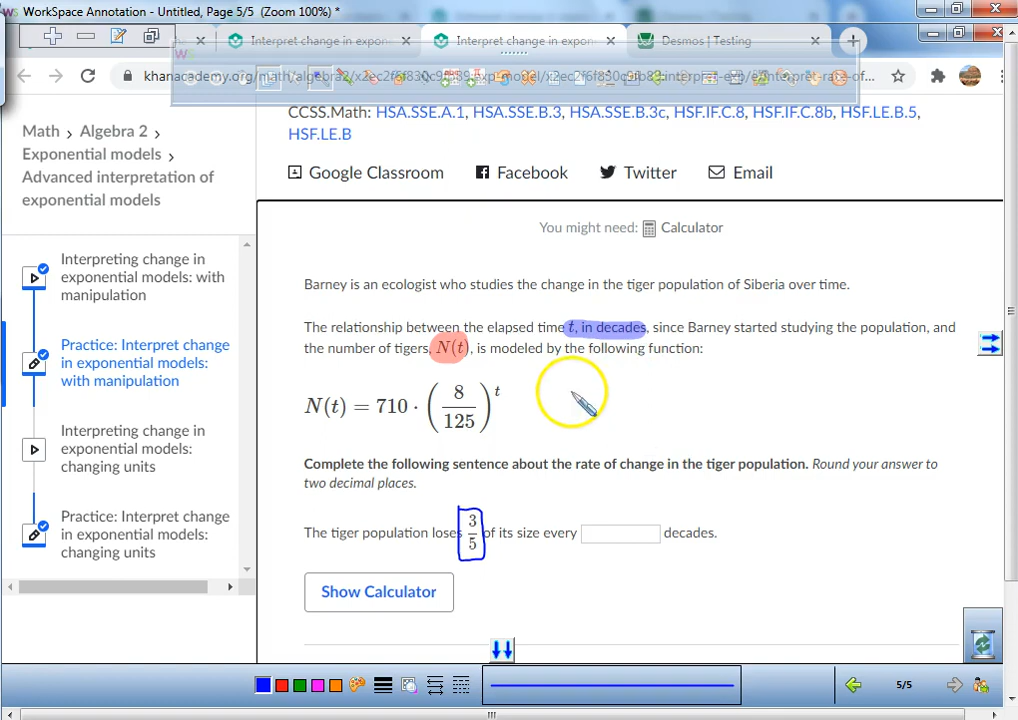 WorkSpace Annotation - Untitled, Page 5/5 (Zoom 100%) *
Interpret change in expon
Interpret change in expon
Desmos | Testing
khanacademy.org/math/algebra2/
CCSS.Math: HSA.SSE.A.1, HSA.SSE.B.3, HSA.SSE.B.3c, HSF.IF.C.8, HSF.IF.C.8b, HSF.LE.B.5,
HSF.LE.B
Google Classroom Facebook Twitter Email
Math > Algebra 2 >
Exponential models >
Advanced interpretation of
exponential models
Interpreting change in
exponential models: with
manipulation
Practice: Interpret change
in exponential models:
with manipulation
Interpreting change in
exponential models:
changing units
Practice: Interpret change
in exponential models:
changing units
You might need: Calculator
Barney is an ecologist who studies the change in the tiger population of Siberia over time.
The relationship between the elapsed time t, in decades, since Barney started studying the population, and
the number of tigers, N(t), is modeled by the following function:
N(t) = 710 · (8/125)^t
Complete the following sentence about the rate of change in the tiger population. Round your answer to
two decimal places.
The tiger population loses 3/5 of its size every decades.
Show Calculator
5/5